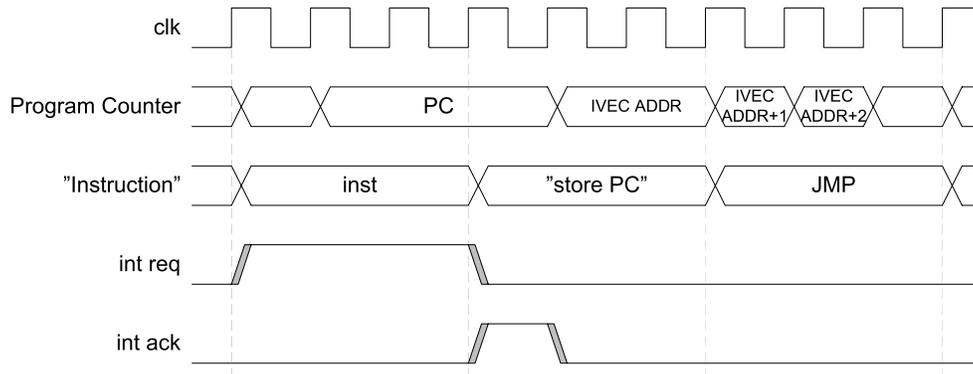 clk
Program Counter
PC
IVEC ADDR
IVEC
ADDR+1
IVEC
ADDR+2
”Instruction”
inst
”store PC”
JMP
int req
int ack